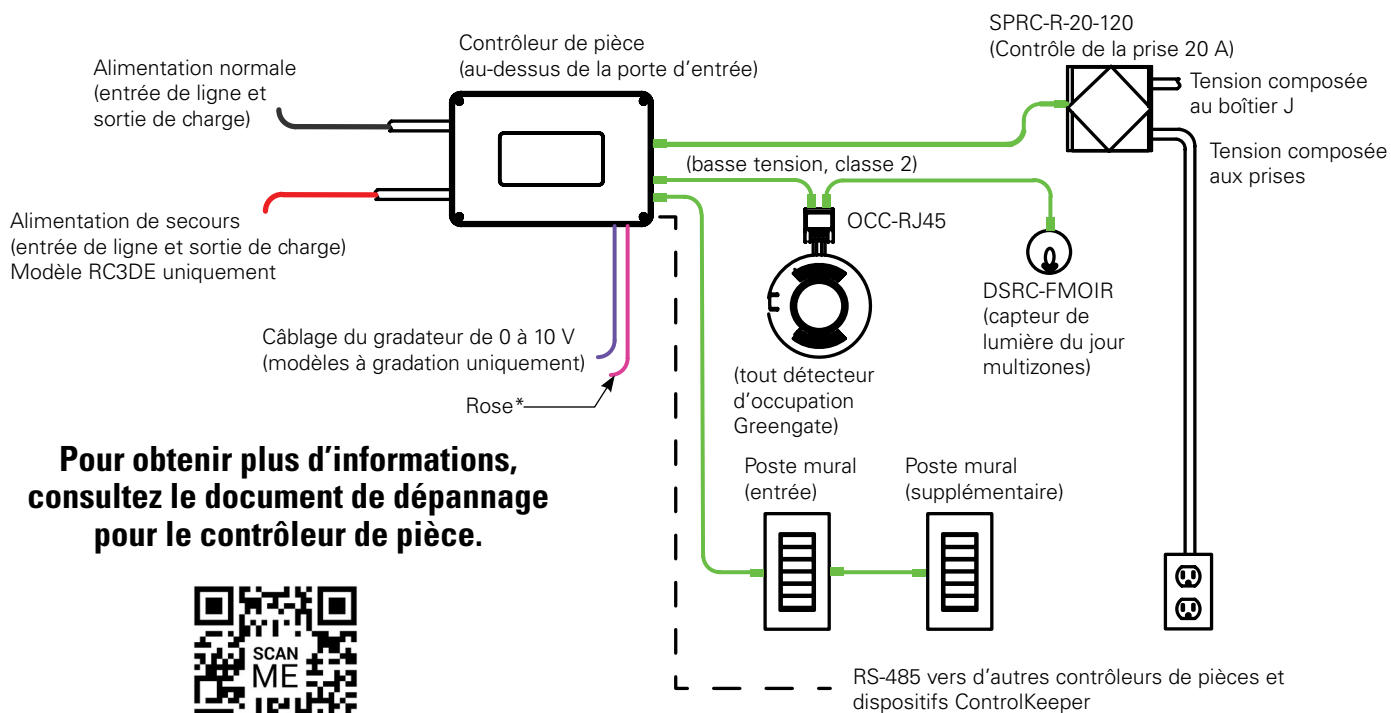 SPRC-R-20-120
(Contrôle de la prise 20 A)
Contrôleur de pièce
(au-dessus de la porte d'entrée)
Alimentation normale
(entrée de ligne et
sortie de charge)
Tension composée
au boîtier J
(basse tension, classe 2)
Tension composée
aux prises
Alimentation de secours
(entrée de ligne et sortie de charge)
Modèle RC3DE uniquement
OCC-RJ45
DSRC-FMOIR
(capteur de
lumière du jour
multizones)
Câblage du gradateur de 0 à 10 V
(modèles à gradation uniquement)
(tout détecteur
d'occupation
Greengate)
Rose*
Pour obtenir plus d'informations,
consultez le document de dépannage
pour le contrôleur de pièce.
Poste mural
(entrée)
Poste mural
(supplémentaire)
SCAN
ME
RS-485 vers d'autres contrôleurs de pièces et
dispositifs ControlKeeper